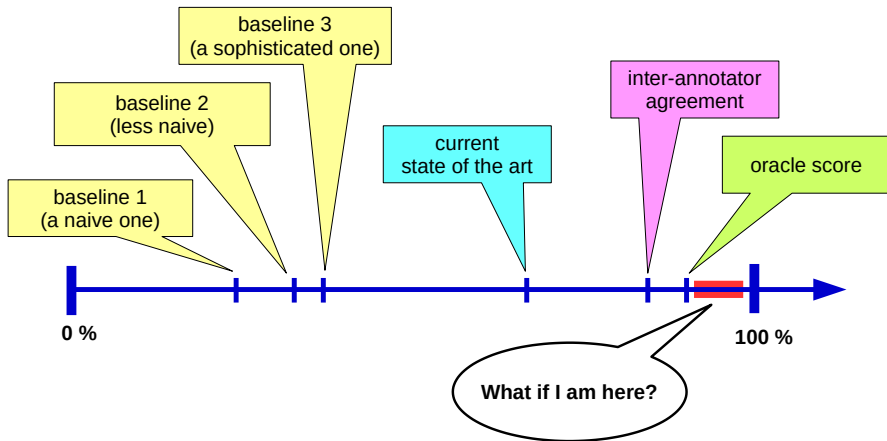 baseline 3
(a sophisticated one)
baseline 2
(less naive)
baseline 1
(a naive one)
current
state of the art
inter-annotator
agreement
oracle score
0 %
100 %
What if I am here?